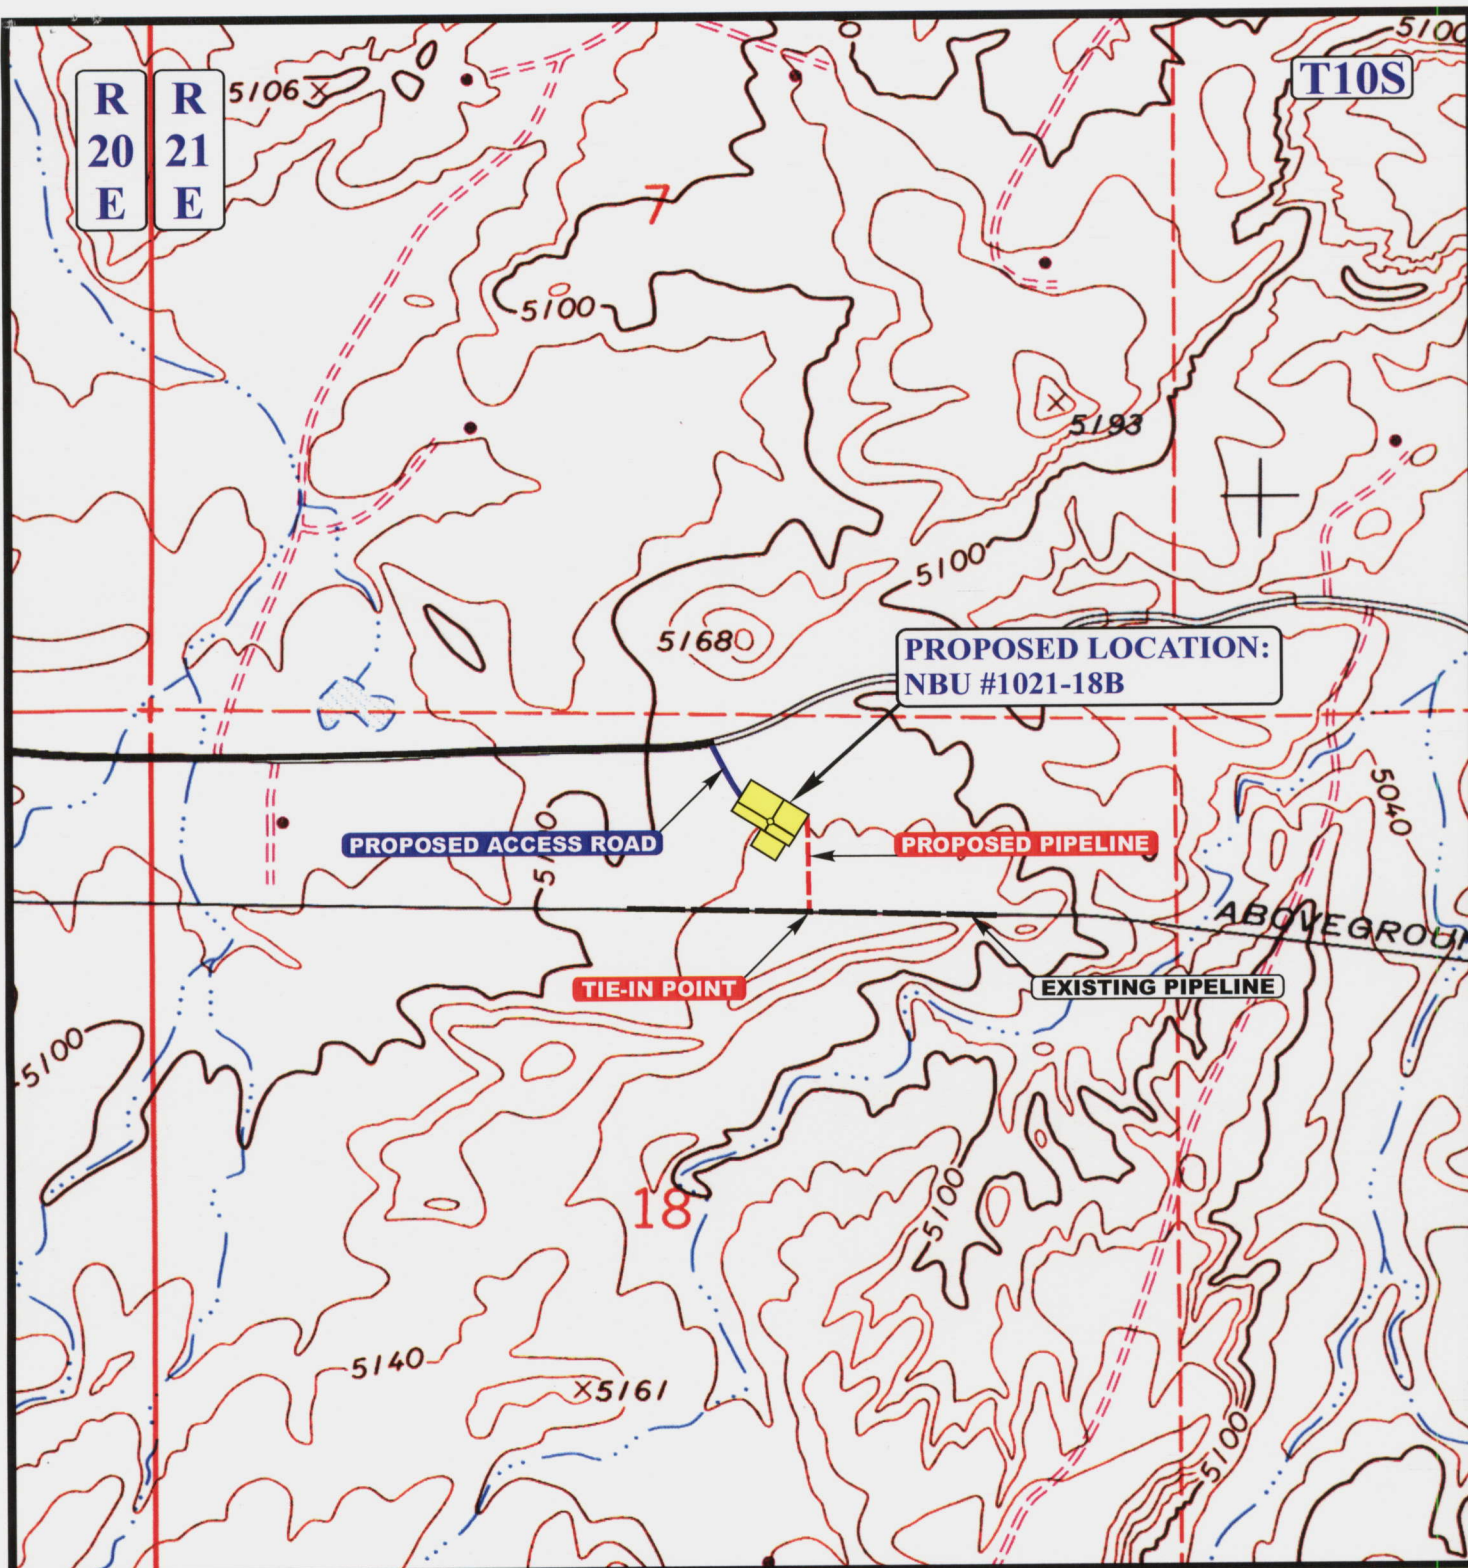 R
20
E
R
21
E
5106
5100
T10S
7
5100
5193
5100
5168
PROPOSED LOCATION:
NBU #1021-18B
5040
PROPOSED ACCESS ROAD
PROPOSED PIPELINE
TIE-IN POINT
EXISTING PIPELINE
5100
18
5100
5140
5161
5100